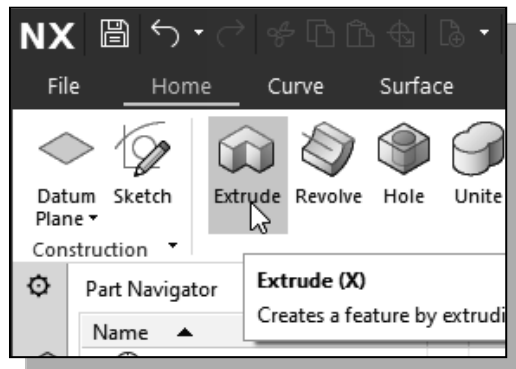 NX
File Home Curve Surface
Datum Plane Sketch Extrude Revolve Hole Unite
Construction
Part Navigator
Extrude (X)
Creates a feature by extrudi
Name